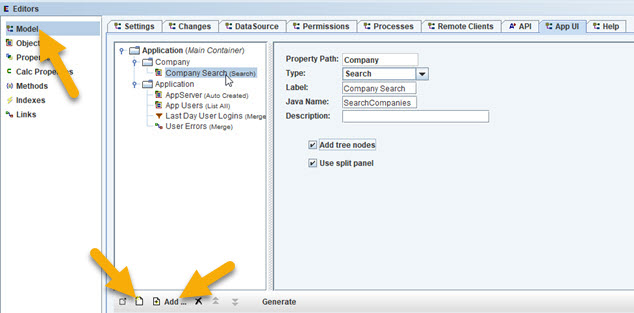 Editors
Model
Object
Proper
Calc Properties
Methods
Indexes
Links
Settings Changes DataSource Permissions Processes Remote Clients API App UI Help
Application (Main Container)
Company
Company Search (Search)
Application
AppServer (Auto Created)
App Users (List All)
Last Day User Logins (Merge
User Errors (Merge)
Property Path: Company
Type: Search
Label: Company Search
Java Name: SearchCompanies
Description:
Add tree nodes
Use split panel
Add ... Generate